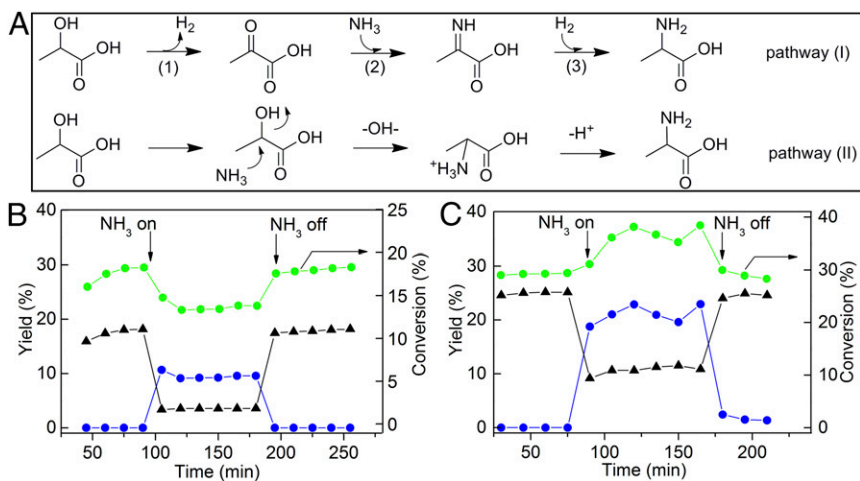 A
OH
OH
O
H2
(1)
O
OH
O
NH3
(2)
NH
OH
O
H2
(3)
NH2
OH
O
pathway (I)
OH
OH
O
OH
OH
O
NH3
-OH-
OH
O
+H3N
-H+
NH2
OH
O
pathway (II)
B
NH3 on
NH3 off
40
30
20
10
0
Yield (%)
25
20
15
10
5
0
Conversion (%)
50 100 150 200 250
Time (min)
C
NH3 on
NH3 off
40
30
20
10
0
Yield (%)
40
30
20
10
0
Conversion (%)
50 100 150 200
Time (min)